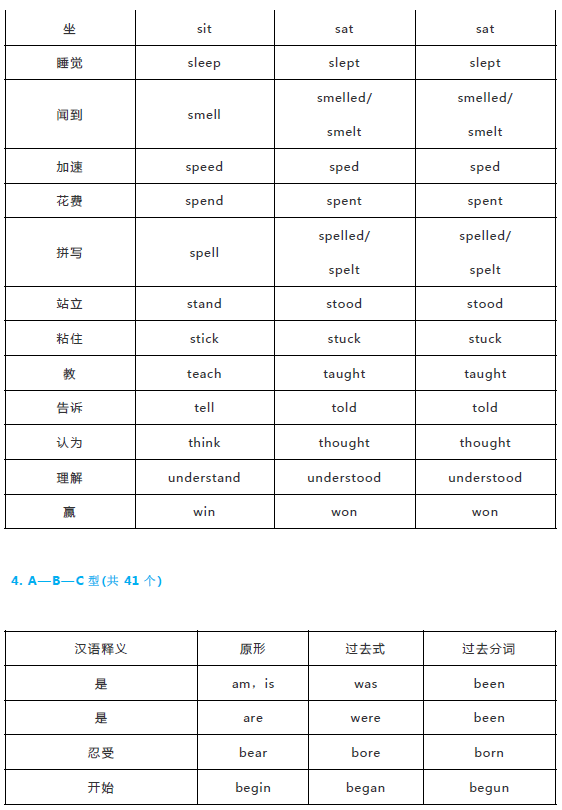 坐 sit sat sat
睡觉 sleep slept slept
smelled/ smelled/
闻到 smell
smelt smelt
加速 speed sped sped
花费 spend spent spent
spelled/ spelled/
拼写 spell
spelt spelt
站立 stand stood stood
粘住 stick stuck stuck
教 teach taught taught
告诉 tell told told
认为 think thought thought
理解 understand understood understood
赢 win won won
4. A—B—C 型(共 41 个)
汉语释义 原形 过去式 过去分词
是 am，is was been
是 are were been
忍受 bear bore born
开始 begin began begun